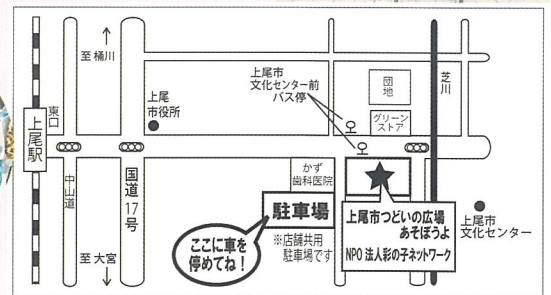 至 桶川
上尾駅
東口
中山道
国道17号
至 大宮
上尾
市役所
上尾市
文化センター前
バス停
団地
グリーン
ストア
芝川
かず
歯科医院
駐車場
※店舗共用
駐車場です
ここに車を
停めてね!
上尾市つどいの広場
あそぼうよ
NPO法人彩の子ネットワーク
上尾市
文化センター